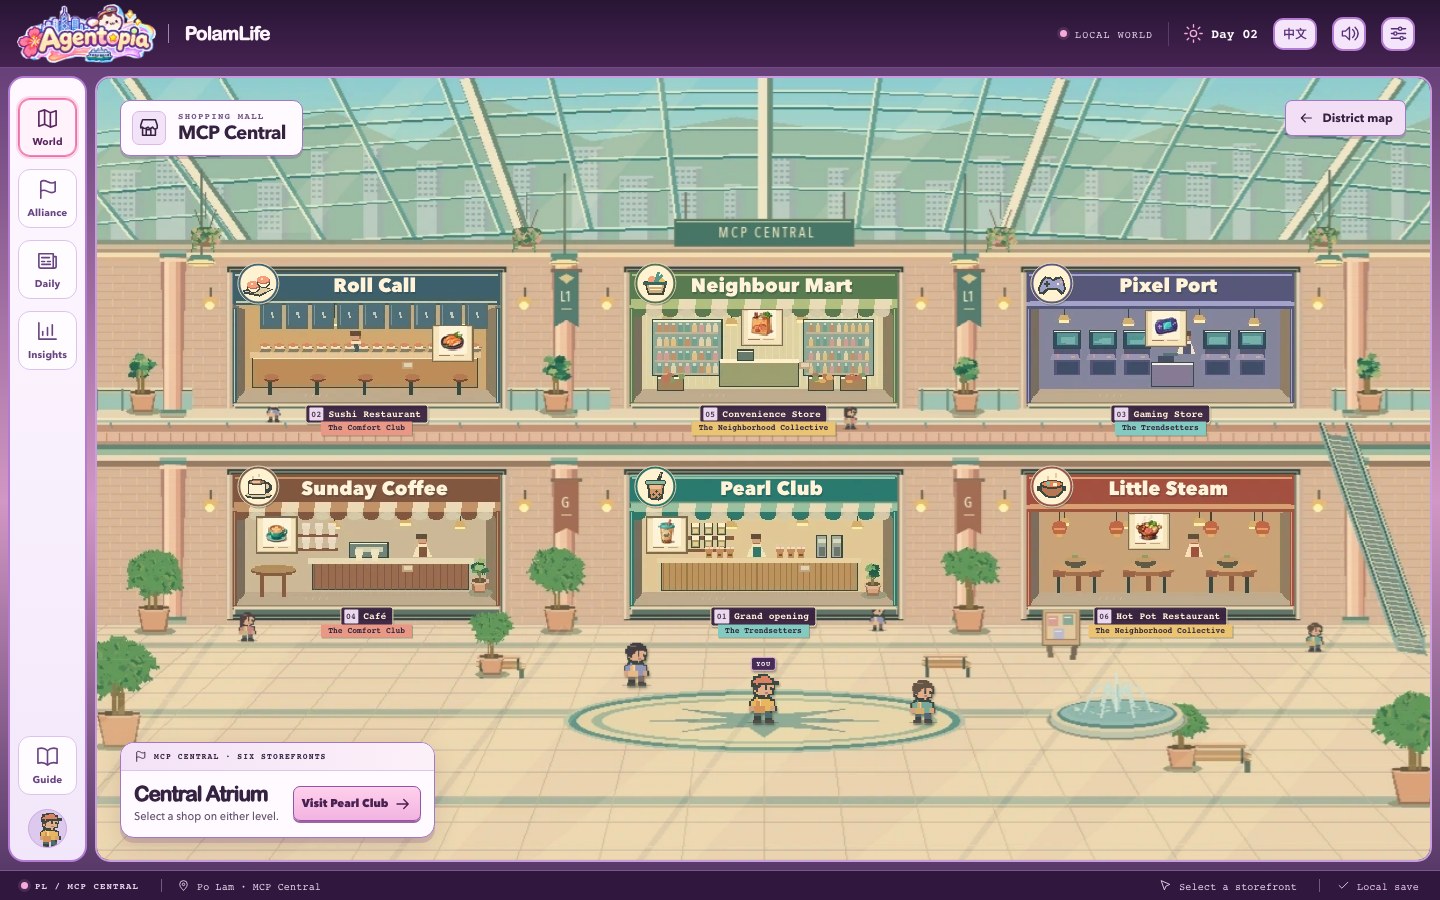 Agentopia
PolamLife
LOCAL WORLD
Day 02
中文
World
Alliance
Daily
Insights
Guide
SHOPPING MALL
MCP Central
District map
MCP CENTRAL
Roll Call
Neighbour Mart
Pixel Port
L1
L1
02 Sushi Restaurant
The Comfort Club
05 Convenience Store
The Neighborhood Collective
03 Gaming Store
The Trendsetters
Sunday Coffee
Pearl Club
Little Steam
G
G
04 Café
The Comfort Club
01 Grand opening
The Trendsetters
06 Hot Pot Restaurant
The Neighborhood Collective
YOU
MCP CENTRAL · SIX STOREFRONTS
Central Atrium
Select a shop on either level.
Visit Pearl Club
PL / MCP CENTRAL
Po Lam · MCP Central
Select a storefront
Local save